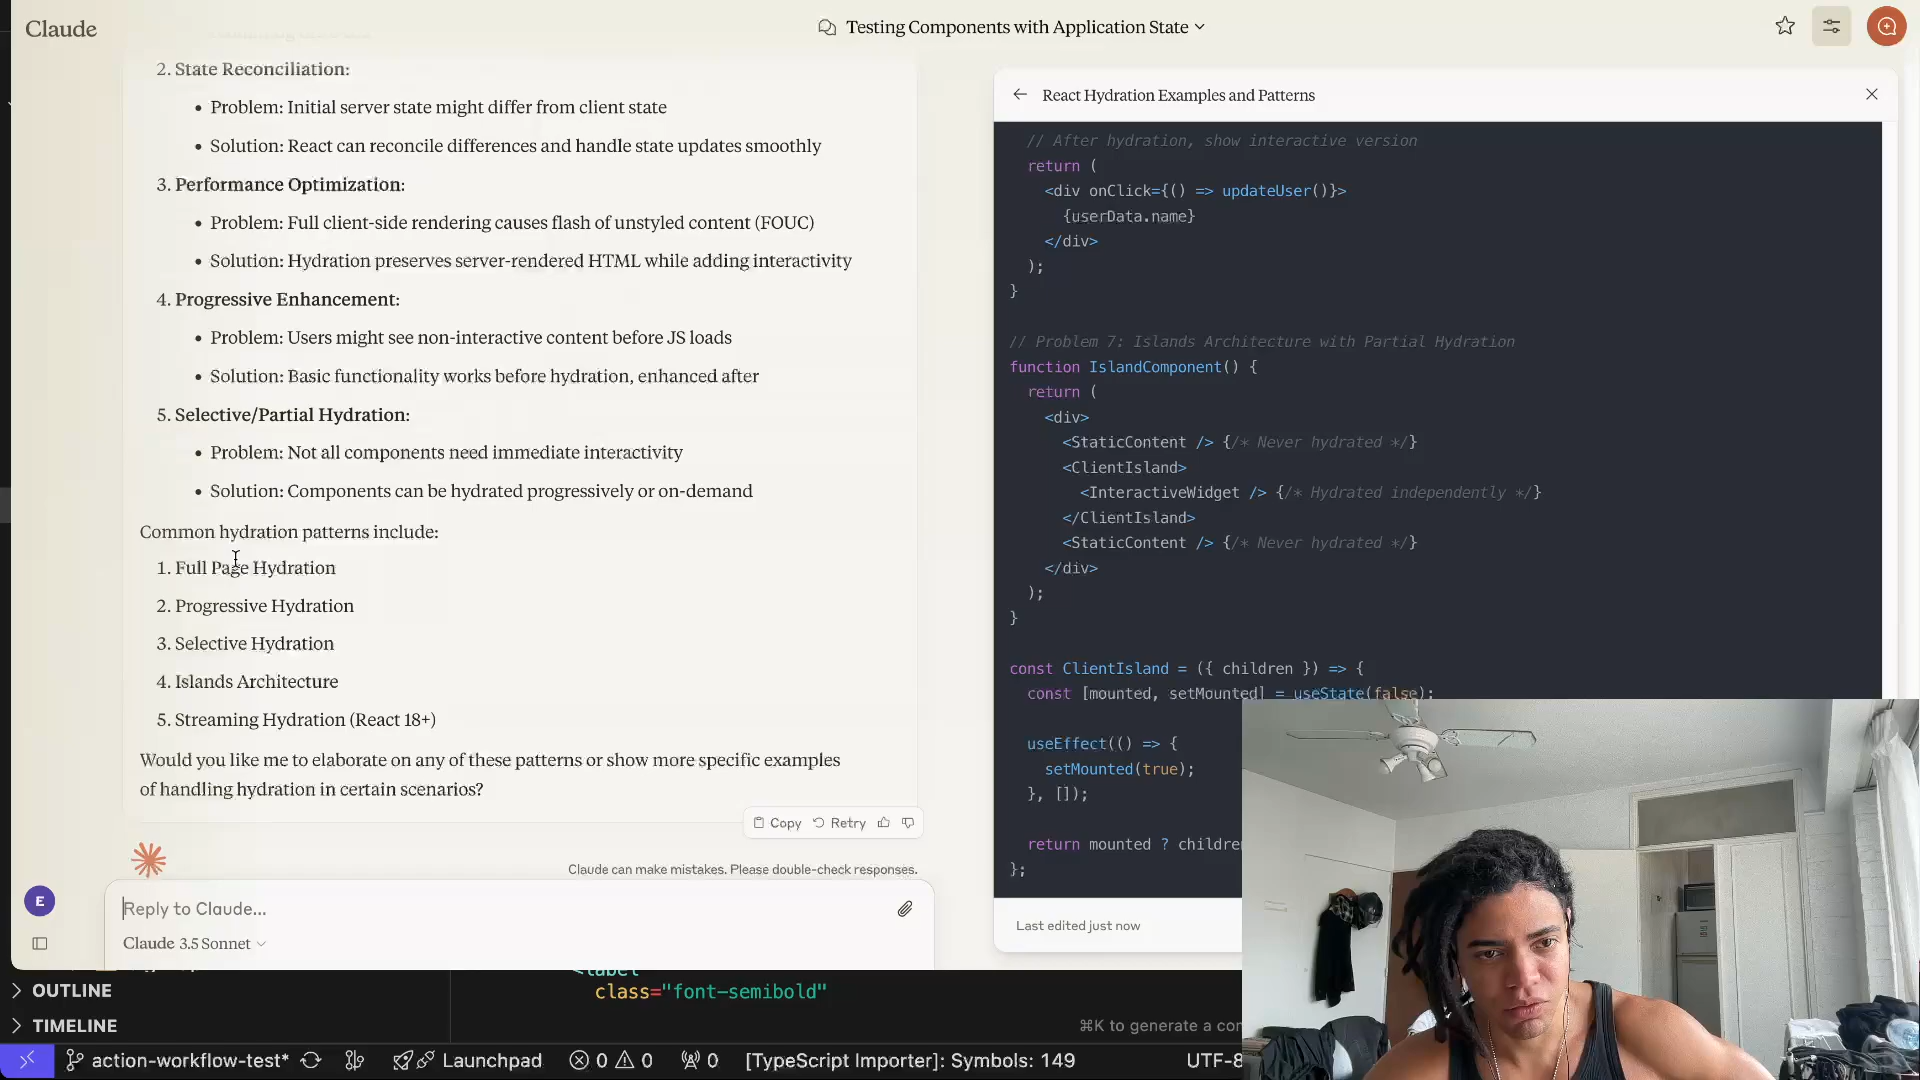 Claude
Testing Components with Application State
2. State Reconciliation:
• Problem: Initial server state might differ from client state
• Solution: React can reconcile differences and handle state updates smoothly
3. Performance Optimization:
• Problem: Full client-side rendering causes flash of unstyled content (FOUC)
• Solution: Hydration preserves server-rendered HTML while adding interactivity
4. Progressive Enhancement:
• Problem: Users might see non-interactive content before JS loads
• Solution: Basic functionality works before hydration, enhanced after
5. Selective/Partial Hydration:
• Problem: Not all components need immediate interactivity
• Solution: Components can be hydrated progressively or on-demand
Common hydration patterns include:
1. Full Page Hydration
2. Progressive Hydration
3. Selective Hydration
4. Islands Architecture
5. Streaming Hydration (React 18+)
Would you like me to elaborate on any of these patterns or show more specific examples
of handling hydration in certain scenarios?
Copy Retry
Claude can make mistakes. Please double-check responses.
E
Reply to Claude...
Claude 3.5 Sonnet
React Hydration Examples and Patterns
// After hydration, show interactive version
return (
<div onClick={() => updateUser()}>
{userData.name}
</div>
);
}
// Problem 7: Islands Architecture with Partial Hydration
function IslandComponent() {
return (
<div>
<StaticContent /> {/* Never hydrated */}
<ClientIsland>
<InteractiveWidget /> {/* Hydrated independently */}
</ClientIsland>
<StaticContent /> {/* Never hydrated */}
</div>
);
}
const ClientIsland = ({ children }) => {
const [mounted, setMounted] = useState(false);
useEffect(() => {
setMounted(true);
}, []);
return mounted ? childre
};
Last edited just now
OUTLINE
TIMELINE
<label
class="font-semibold"
⌘K to generate a co
action-workflow-test* Launchpad 0 0 0 [TypeScript Importer]: Symbols: 149 UTF-8